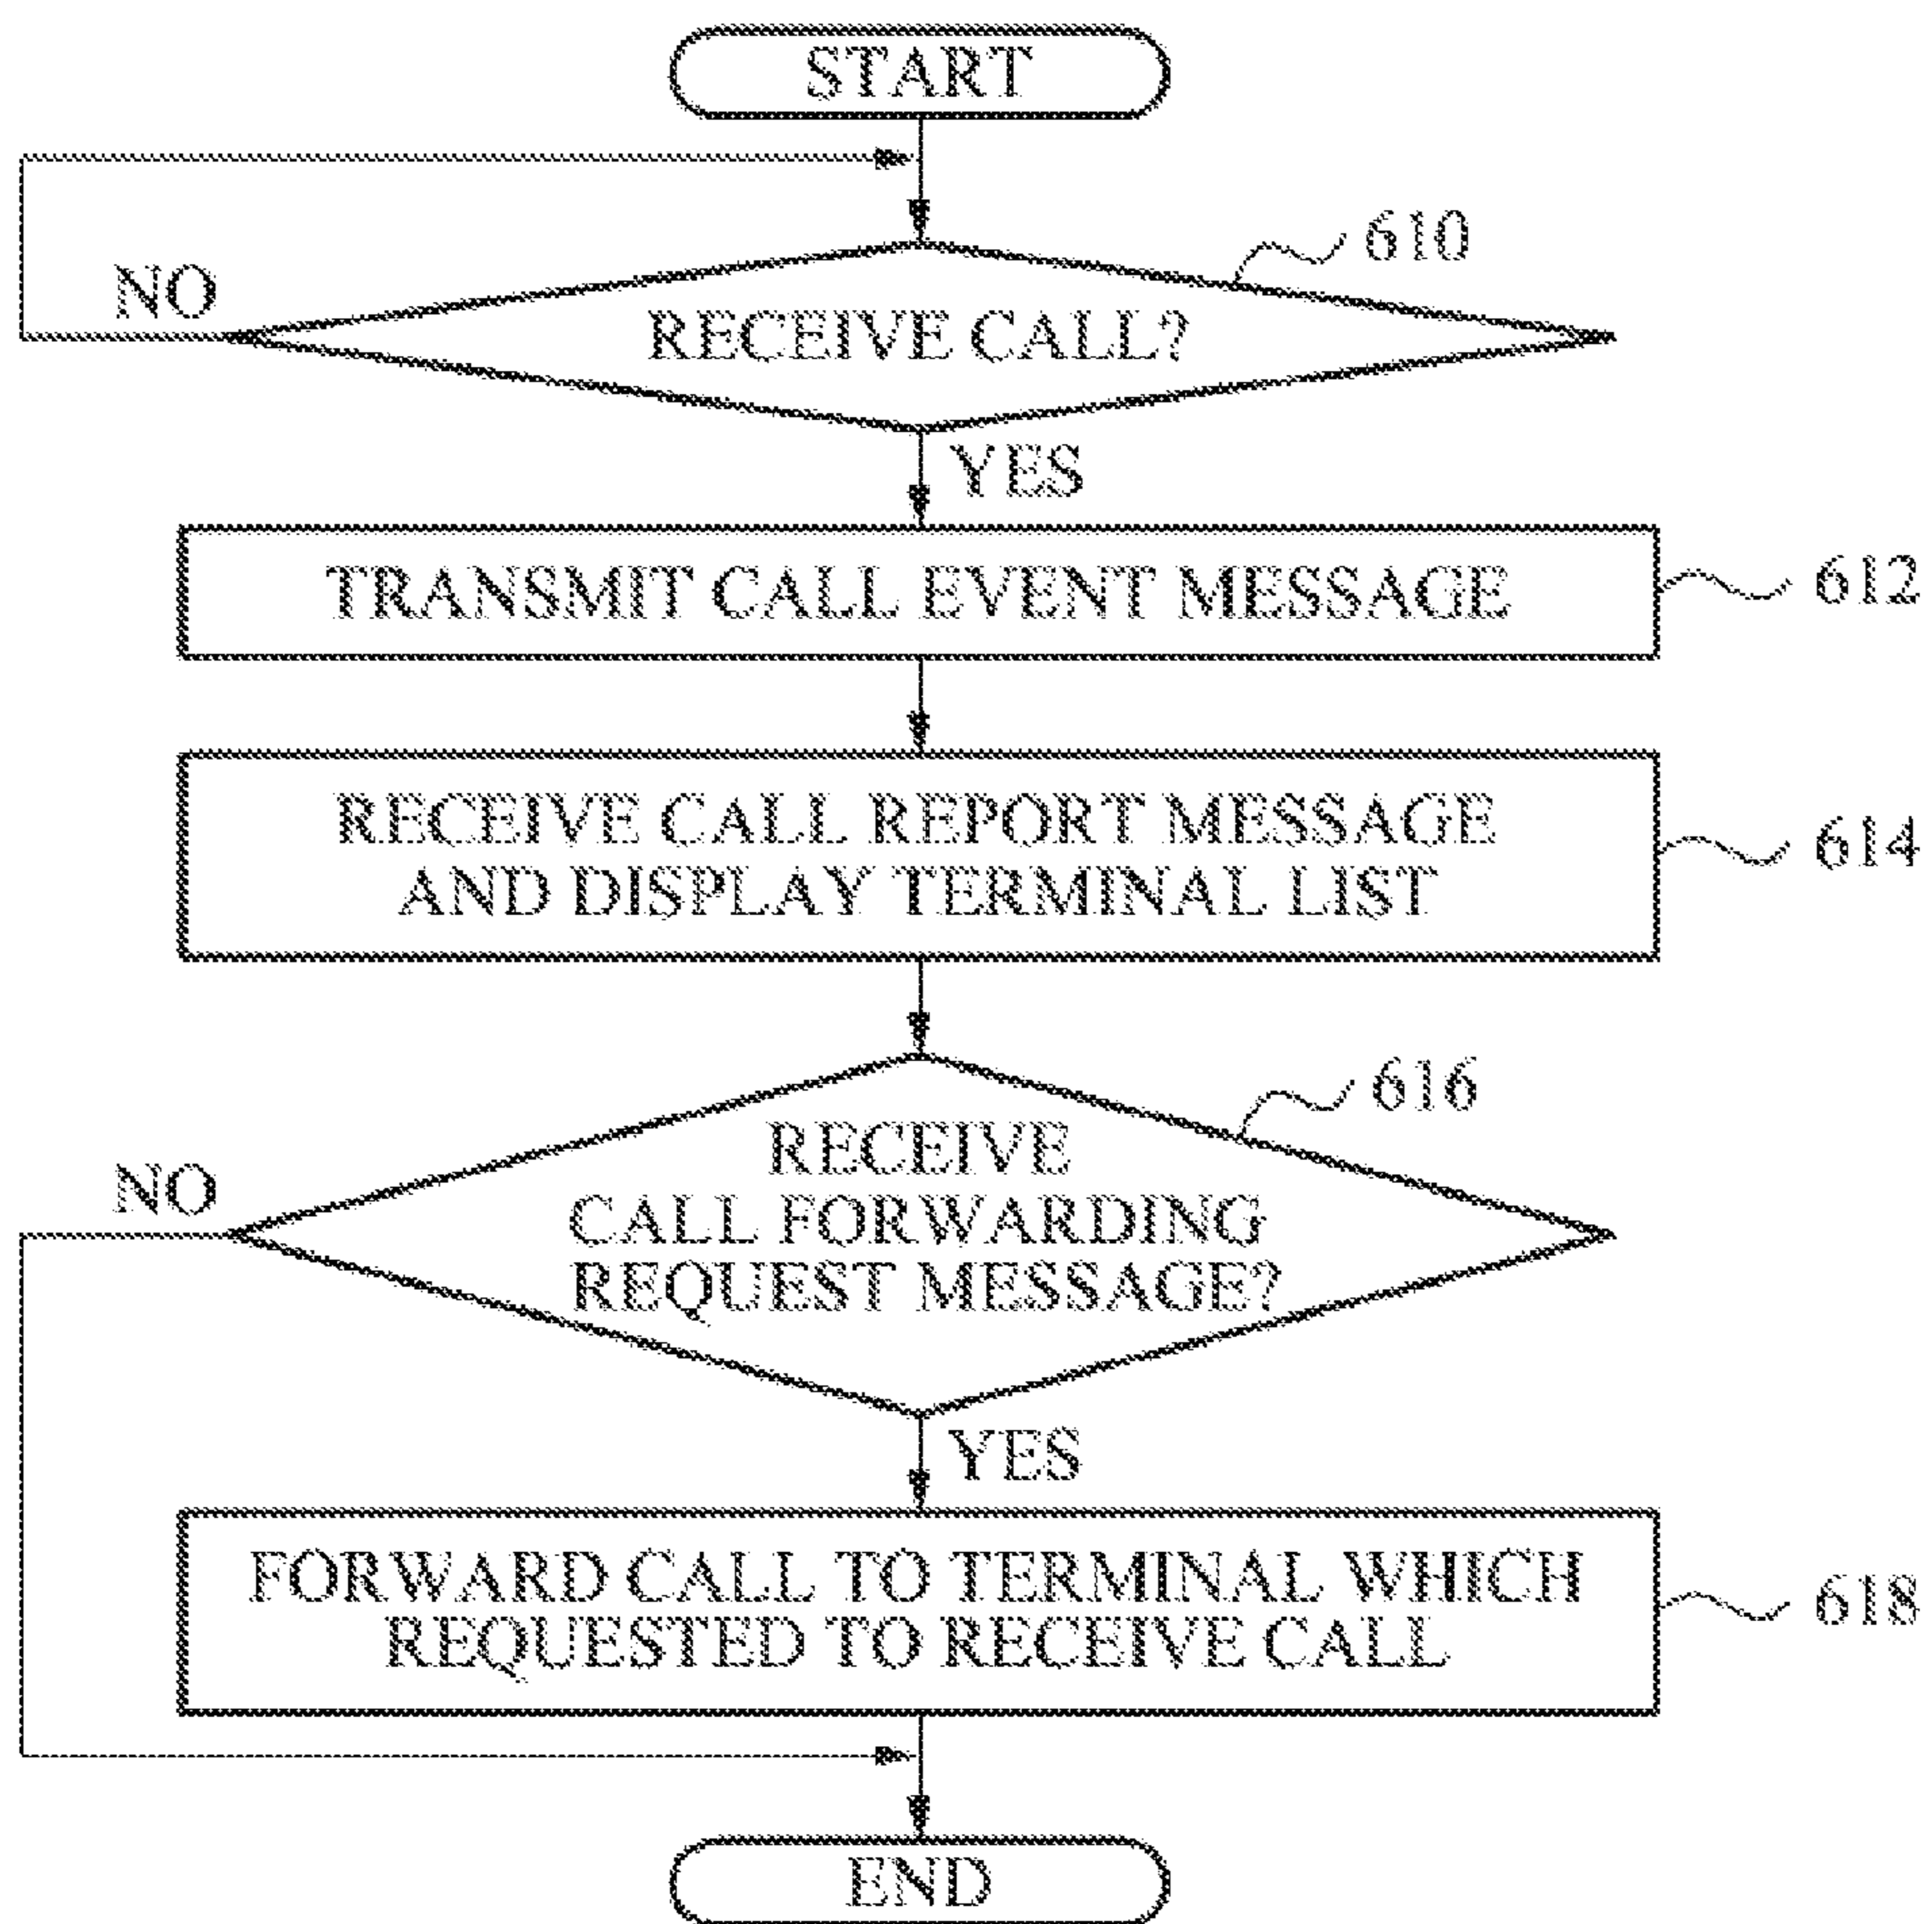 START
610
NO
RECEIVE CALL?
YES
TRANSMIT CALL EVENT MESSAGE
612
RECEIVE CALL REPORT MESSAGE
AND DISPLAY TERMINAL LIST
614
616
RECEIVE
NO
CALL FORWARDING
REQUEST MESSAGE?
YES
FORWARD CALL TO TERMINAL WHICH
REQUESTED TO RECEIVE CALL
618
END